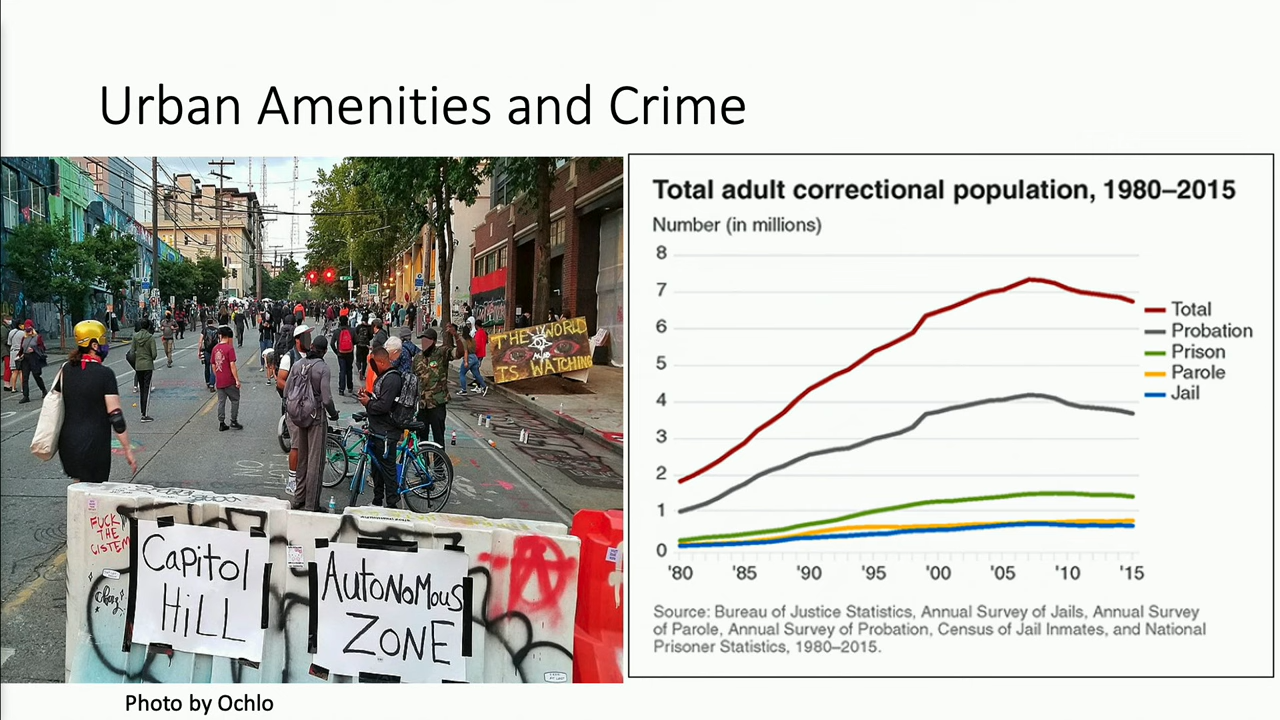 Urban Amenities and Crime
THE WORLD
IS WATCHING
NO
FUCK
THE
CISTEM
Capitol
HiLL
AutoNoMous
ZONE
Photo by Ochlo
Total adult correctional population, 1980–2015
Number (in millions)
8
7
6
5
4
3
2
1
0
'80 '85 '90 '95 '00 '05 '10 '15
Total
Probation
Prison
Parole
Jail
Source: Bureau of Justice Statistics, Annual Survey of Jails, Annual Survey
of Parole, Annual Survey of Probation, Census of Jail Inmates, and National
Prisoner Statistics, 1980–2015.